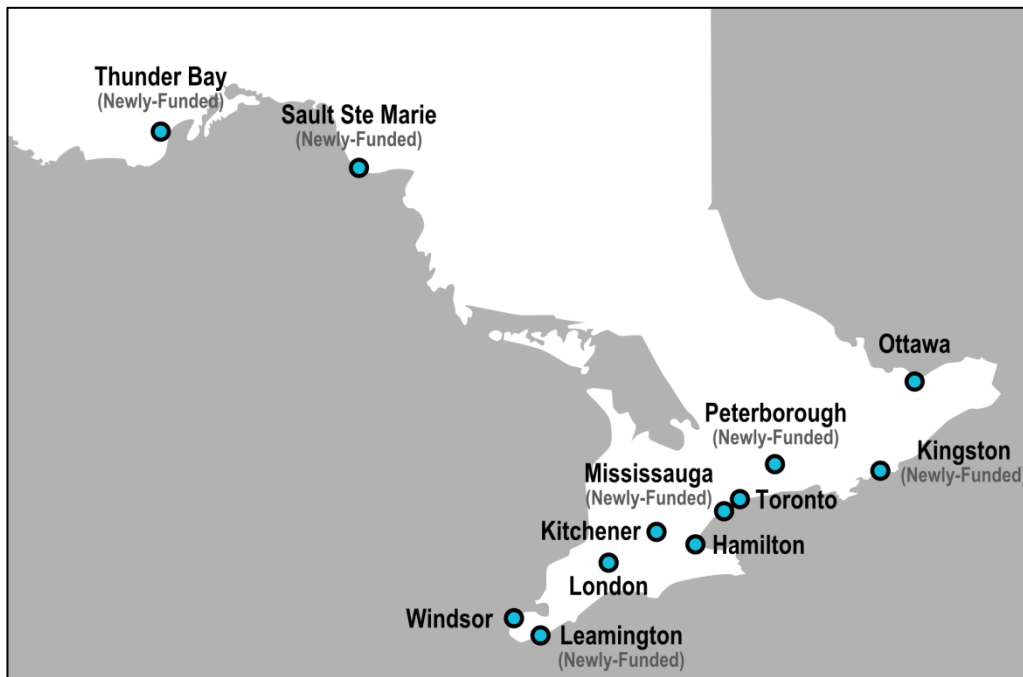 Thunder Bay
(Newly-Funded)
Sault Ste Marie
(Newly-Funded)
Ottawa
Peterborough
(Newly-Funded)
Kingston
(Newly-Funded)
Mississauga
(Newly-Funded)
Toronto
Kitchener
Hamilton
London
Windsor
Leamington
(Newly-Funded)